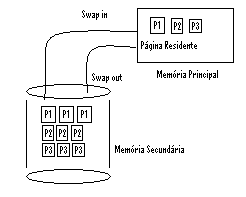 Swap in
P1 P2 P3
Página Residente
Swap out
Memória Principal
P1 P1 P1
P2 P2 P2
P3 P3 P3
Memória Secundária